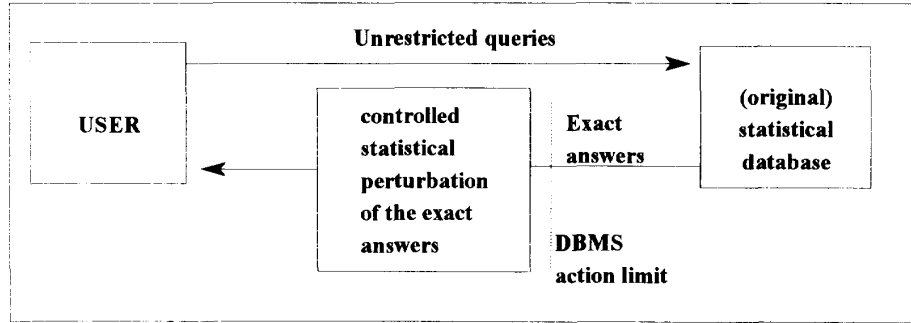 Unrestricted queries
USER
controlled
statistical
perturbation
of the exact
answers
Exact
answers
DBMS
action limit
(original)
statistical
database